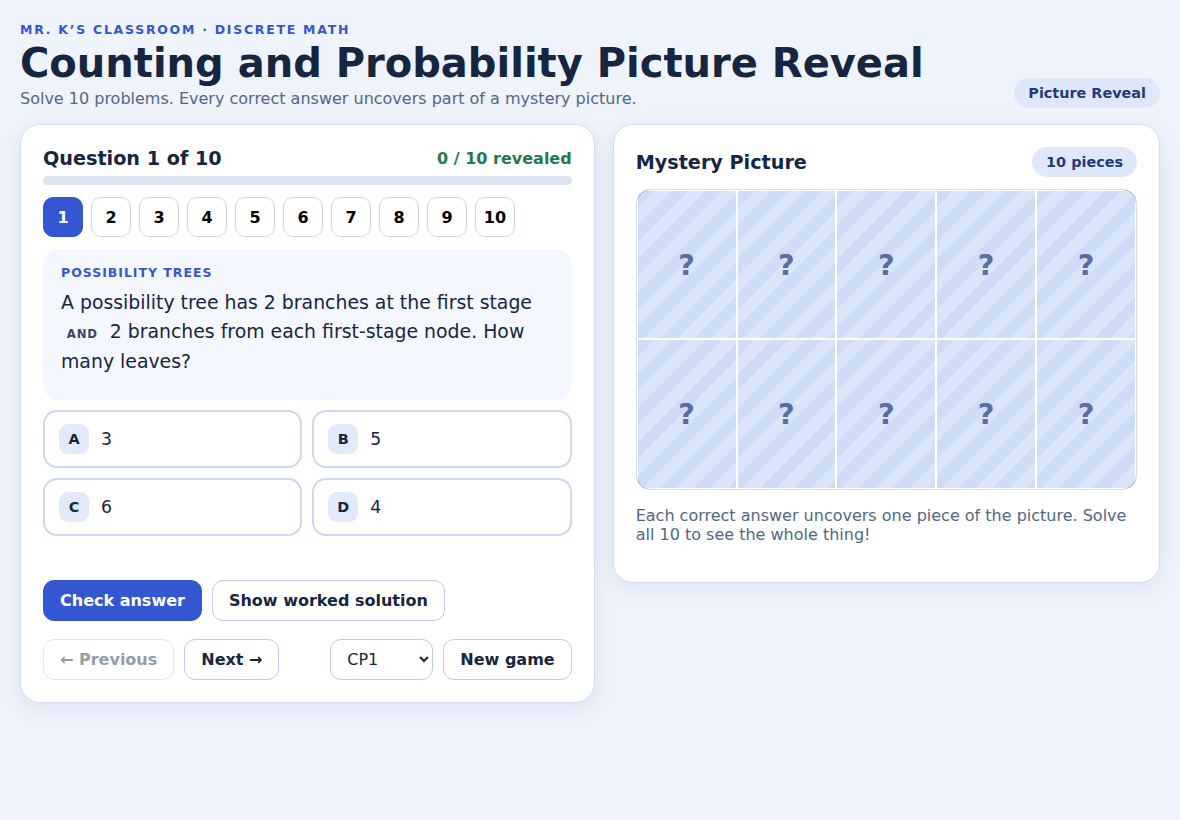 MR. K’S CLASSROOM · DISCRETE MATH
Counting and Probability Picture Reveal
Solve 10 problems. Every correct answer uncovers part of a mystery picture.
Picture Reveal
Question 1 of 10
0 / 10 revealed
1 2 3 4 5 6 7 8 9 10
POSSIBILITY TREES
A possibility tree has 2 branches at the first stage
AND 2 branches from each first-stage node. How
many leaves?
A 3
B 5
C 6
D 4
Check answer
Show worked solution
← Previous
Next →
CP1
New game
Mystery Picture
10 pieces
? ? ? ? ?
? ? ? ? ?
Each correct answer uncovers one piece of the picture. Solve
all 10 to see the whole thing!